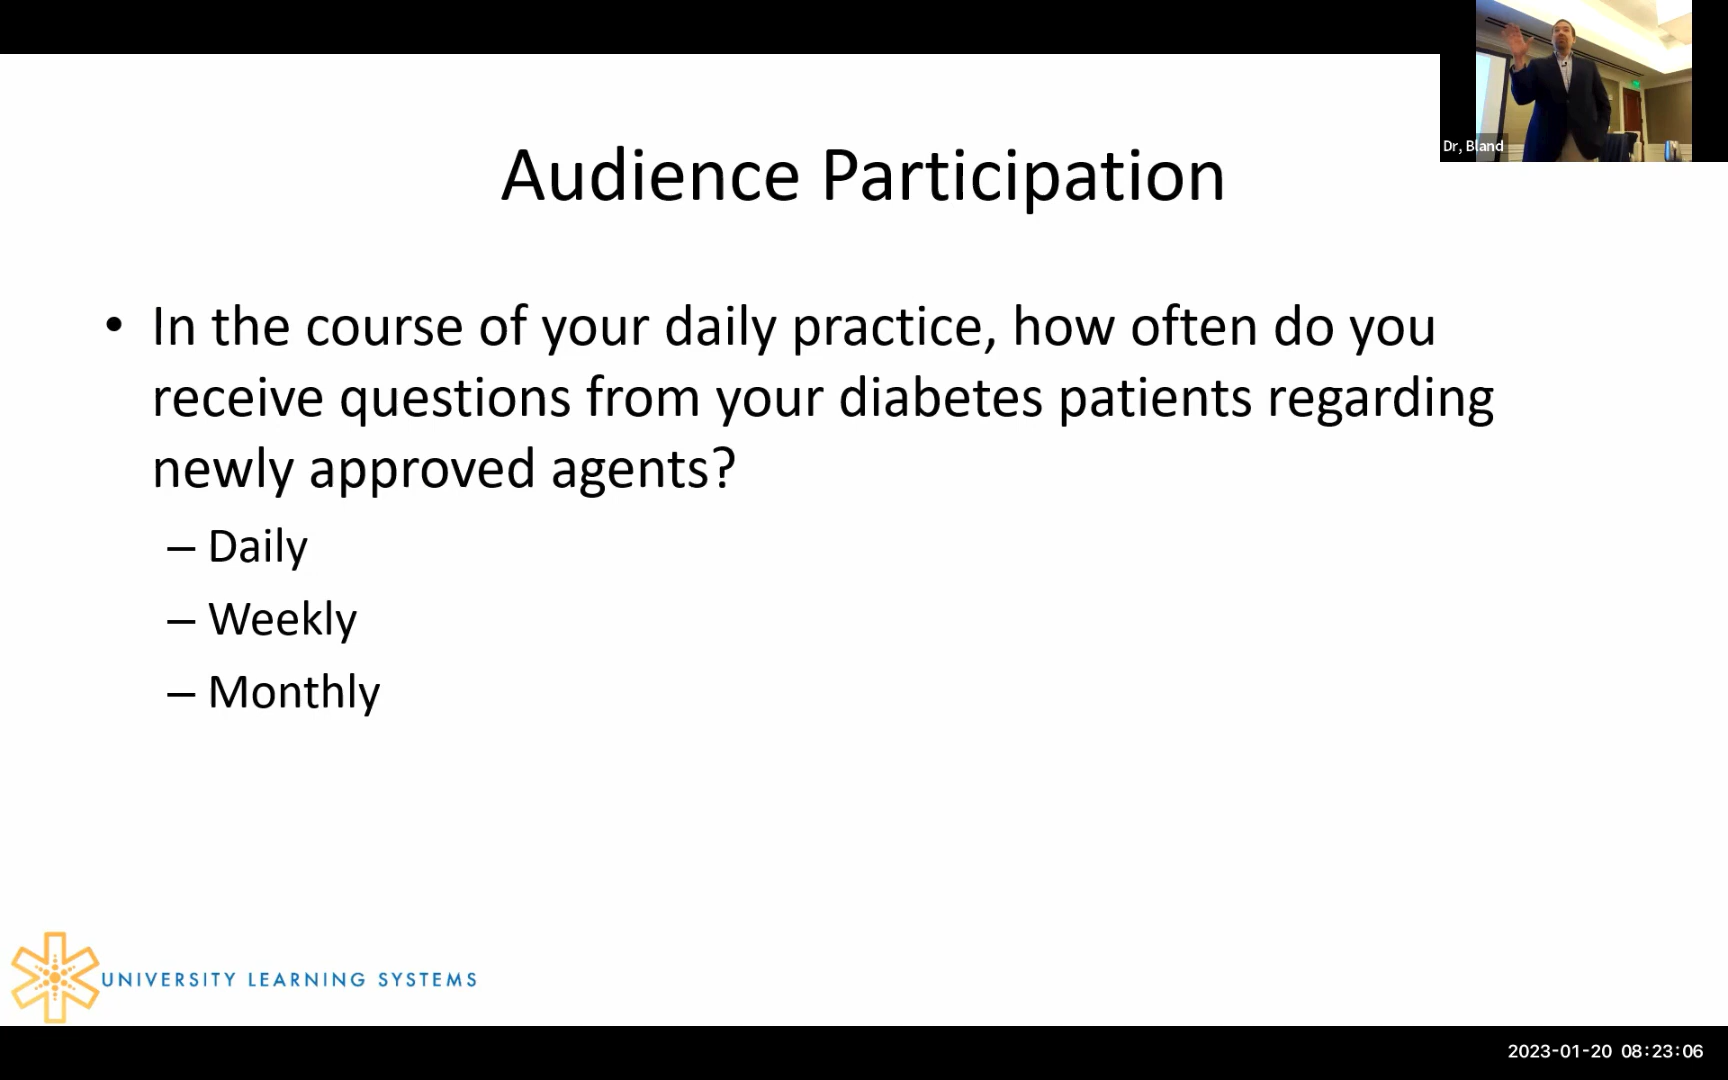 Dr, Bland
Audience Participation
• In the course of your daily practice, how often do you
receive questions from your diabetes patients regarding
newly approved agents?
– Daily
– Weekly
– Monthly
UNIVERSITY LEARNING SYSTEMS
2023-01-20 08:23:06